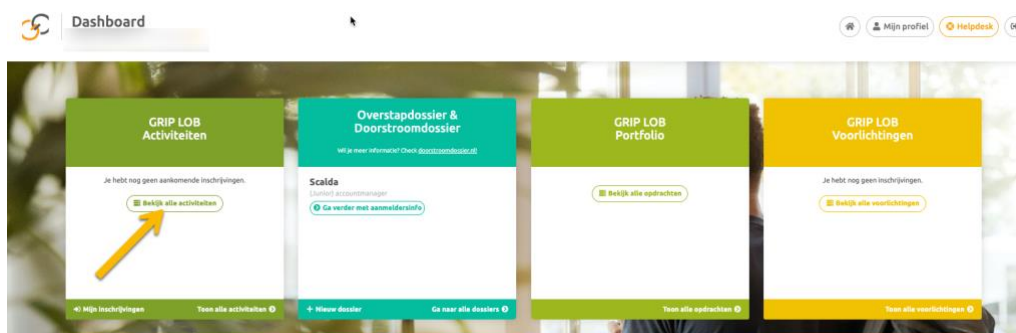 Dashboard
Mijn profiel
Helpdesk
GRIP LOB
Activiteiten
Je hebt nog geen aankomende inschrijvingen.
Bekijk alle activiteiten
Mijn inschrijvingen
Toon alle activiteiten
Overstapdossier &
Doorstroomdossier
Wil je meer informatie? Check doorstroomdossier.nl!
Scalda
(Junior) accountmanager
Ga verder met aanmeldersinfo
+ Nieuw dossier
Ga naar alle dossiers
GRIP LOB
Portfolio
Bekijk alle opdrachten
Toon alle opdrachten
GRIP LOB
Voorlichtingen
Je hebt nog geen inschrijvingen.
Bekijk alle voorlichtingen
Toon alle voorlichtingen